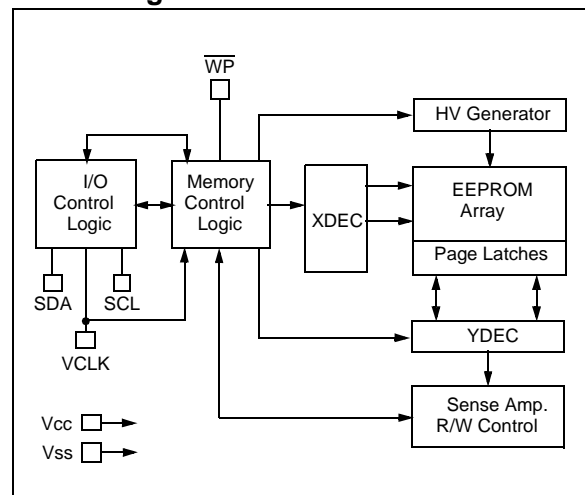 WP
HV Generator
I/O
Control
Logic
Memory
Control
Logic
XDEC
EEPROM
Array
Page Latches
SDA
SCL
VCLK
YDEC
Sense Amp.
R/W Control
Vcc
Vss